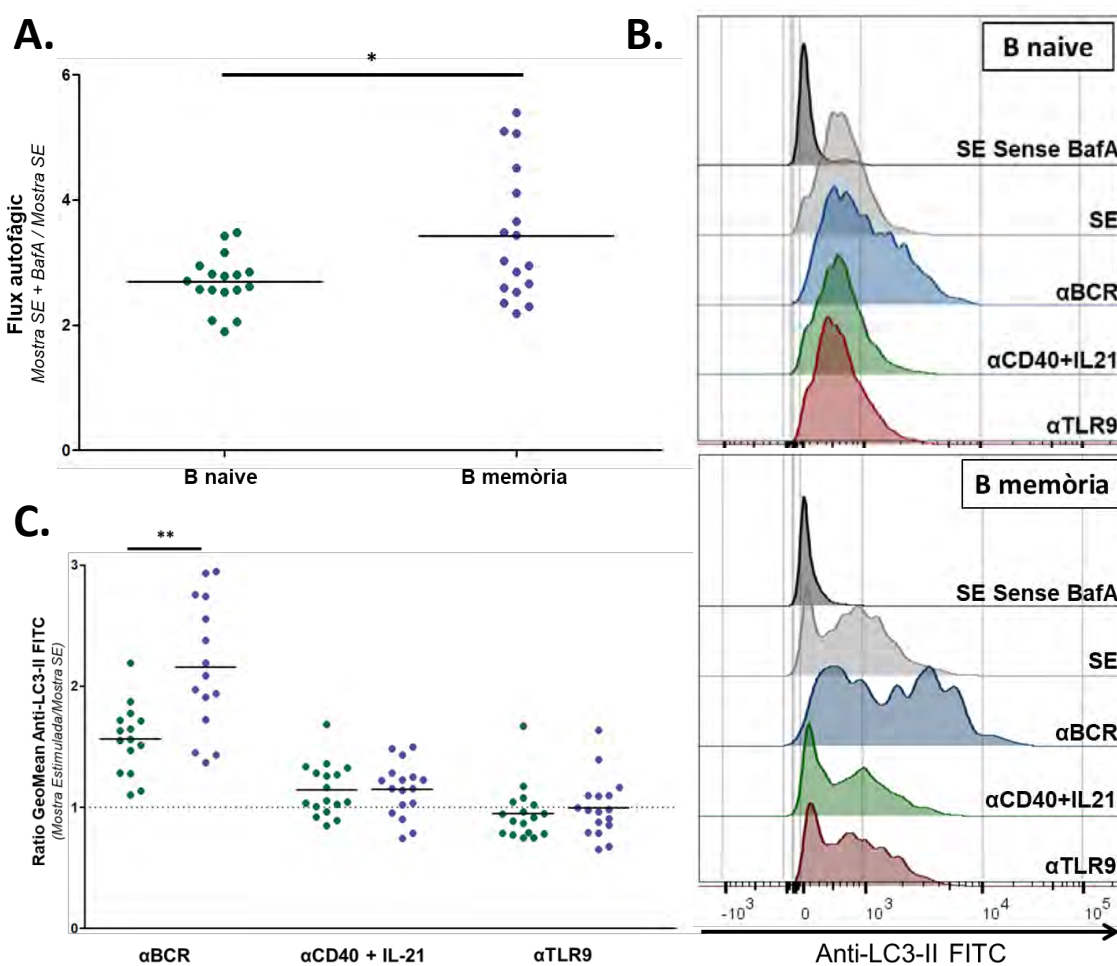 A.
*
6
4
2
0
Flux autofàgic
Mostra SE + BafA / Mostra SE
B naive
B memòria
B.
B naive
SE Sense BafA
SE
αBCR
αCD40+IL21
αTLR9
B memòria
SE Sense BafA
SE
αBCR
αCD40+IL21
αTLR9
-10³
0
10³
10⁴
10⁵
Anti-LC3-II FITC
C.
**
3
2
1
0
Ratio GeoMean Anti-LC3-II FITC
(Mostra Estimulada/Mostra SE)
αBCR
αCD40 + IL-21
αTLR9